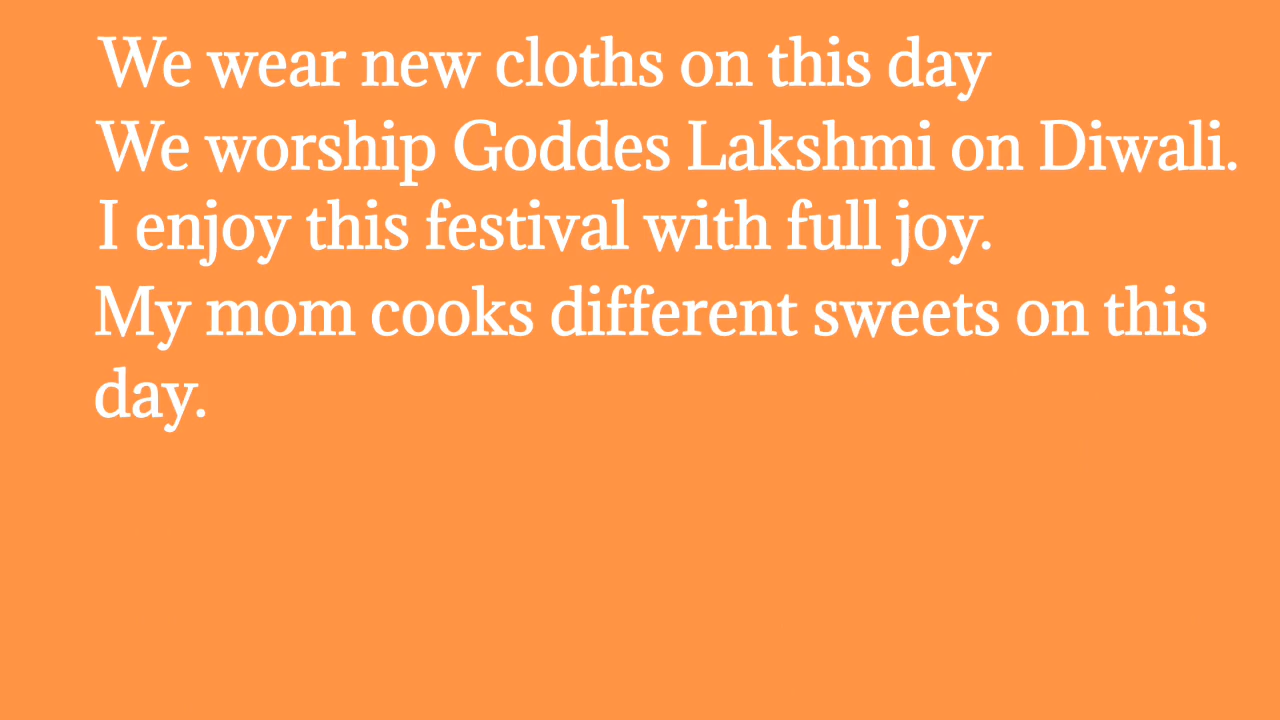 We wear new cloths on this day
We worship Goddes Lakshmi on Diwali.
I enjoy this festival with full joy.
My mom cooks different sweets on this
day.